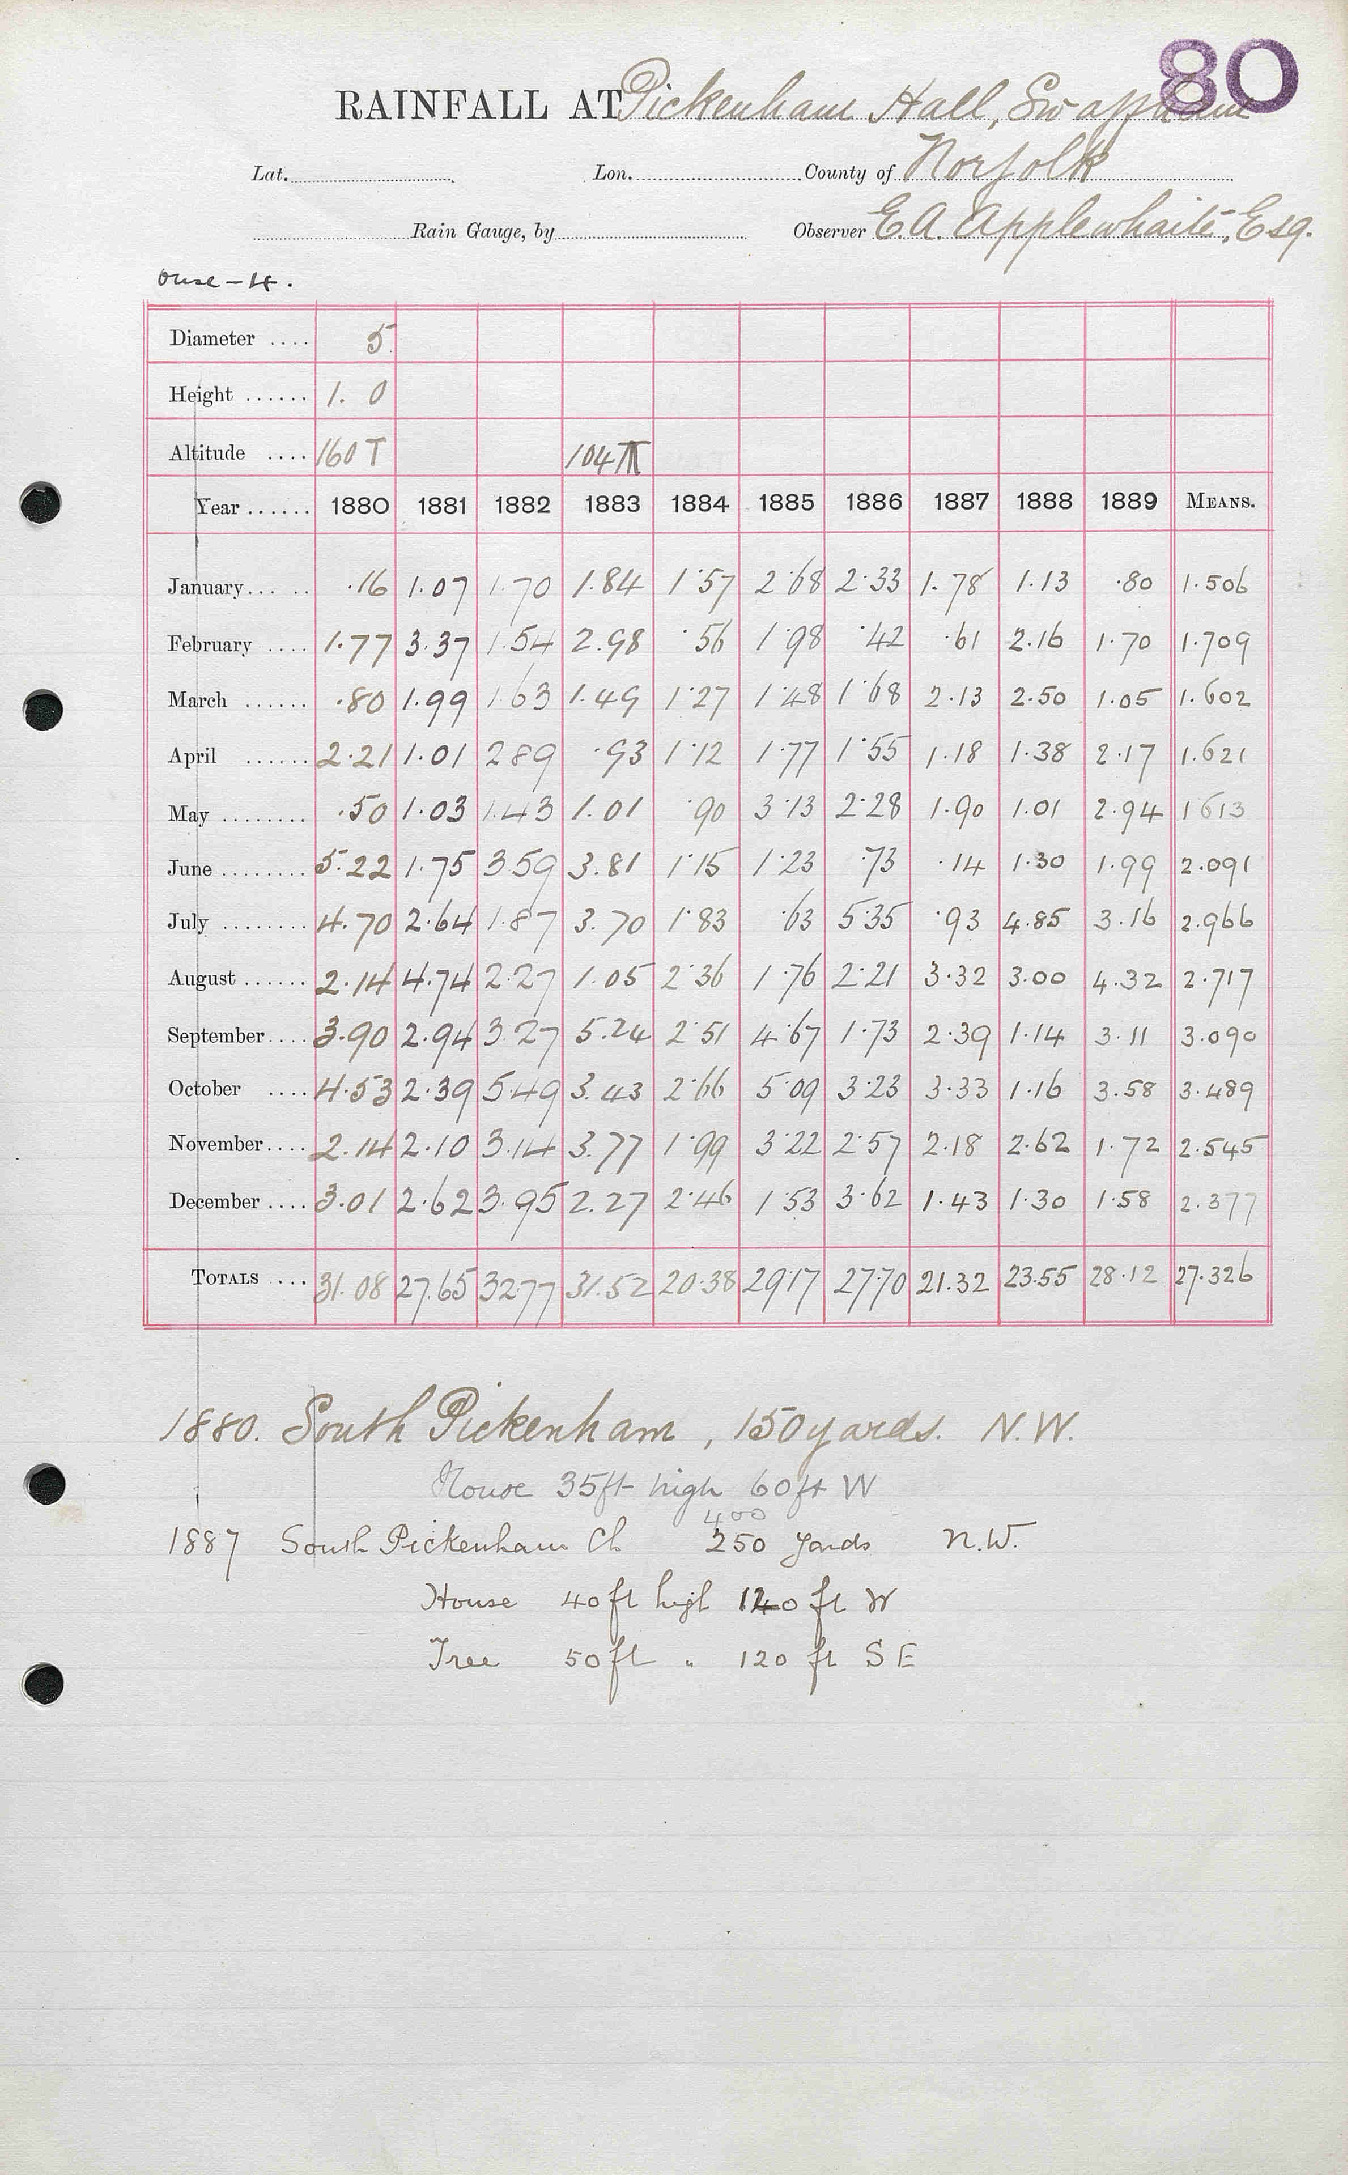 80
RAINFALL AT Pickenham Hall, Swaffham
Lat. Lon. County of Norfolk
Rain Gauge, by Observer E.A. Applewhaite, Esq.
Ouse - 4.
Diameter .... 5.
Height ...... 1. 0
Altitude .... 160 T 104
Year ...... 1880 1881 1882 1883 1884 1885 1886 1887 1888 1889 MEANS.
January ... .16 1.07 1.70 1.84 1.57 2.68 2.33 1.78 1.13 .80 1.506
February .... 1.77 3.37 1.54 2.98 .56 1.98 .42 .61 2.16 1.70 1.709
March ...... .80 1.99 1.63 1.49 1.27 1.48 1.68 2.13 2.50 1.05 1.602
April ...... 2.21 1.01 2.89 .93 1.12 1.77 1.55 1.18 1.38 2.17 1.621
May ........ .50 1.03 1.43 1.01 .90 3.13 2.28 1.90 1.01 2.94 1.613
June ........ 5.22 1.75 3.59 3.81 1.15 1.23 .73 .14 1.30 1.99 2.091
July ........ 4.70 2.64 1.87 3.70 1.83 .63 5.35 .93 4.85 3.16 2.966
August ...... 2.14 4.74 2.27 1.05 2.36 1.76 2.21 3.32 3.00 4.32 2.717
September .... 3.90 2.94 3.27 5.24 2.51 4.67 1.73 2.39 1.14 3.11 3.090
October .... 4.53 2.39 5.49 3.43 2.66 5.09 3.23 3.33 1.16 3.58 3.489
November .... 2.14 2.10 3.14 3.77 1.99 3.22 2.57 2.18 2.62 1.72 2.545
December .... 3.01 2.62 3.95 2.27 2.46 1.53 3.62 1.43 1.30 1.58 2.377
TOTALS .... 31.08 27.65 32.77 31.52 20.38 29.17 27.70 21.32 23.55 28.12 27.326
1880. South Pickenham, 150 yards. N.W.
House 35ft high 60ft W
400
1887 South Pickenham Ch 250 yards N.W.
House 40ft high 120 ft W
Tree 50ft " 120 ft SE